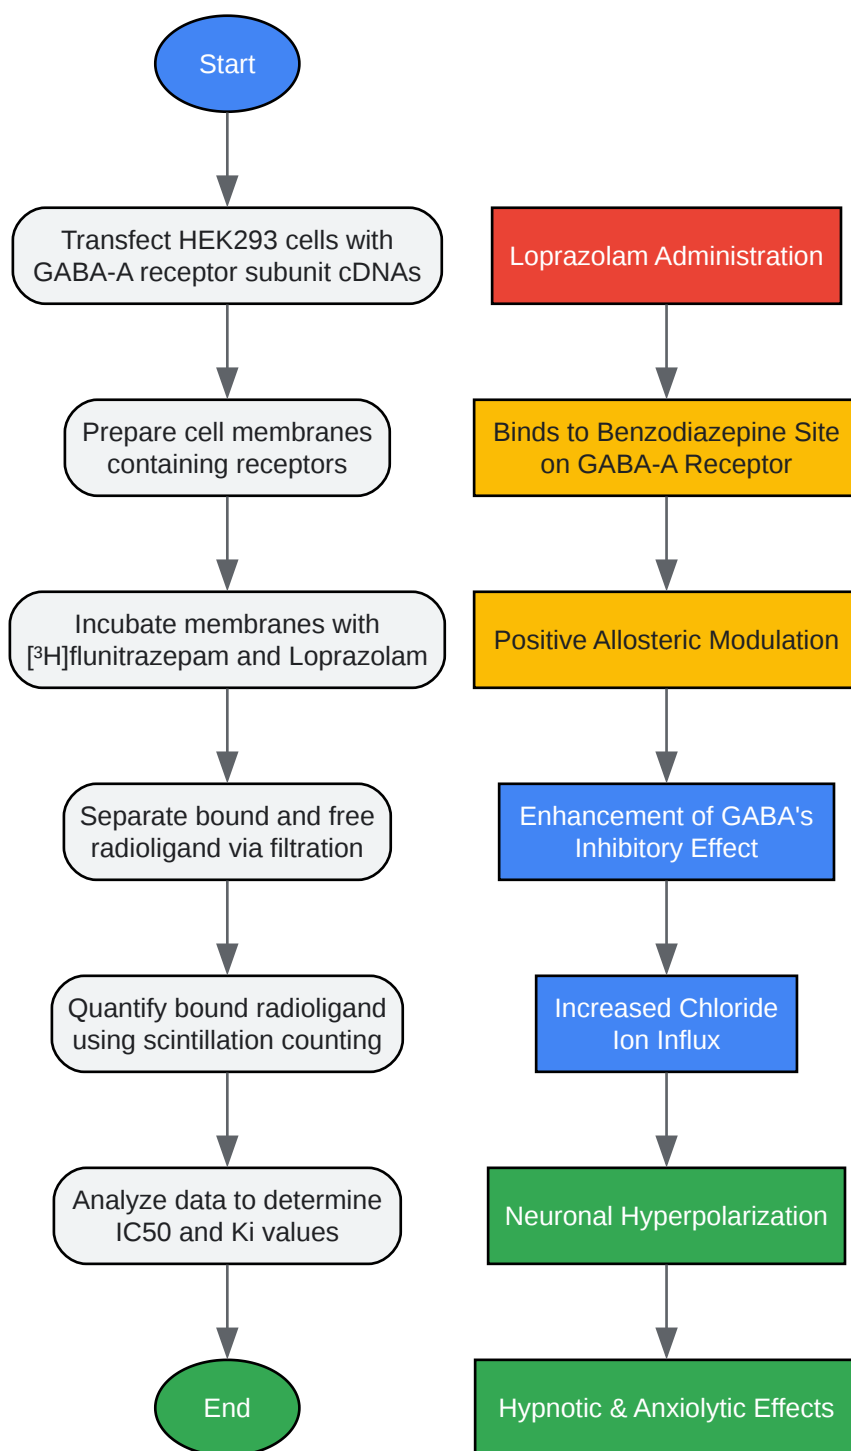 Start
Transfect HEK293 cells with
GABA-A receptor subunit cDNAs
Prepare cell membranes
containing receptors
Incubate membranes with
[³H]flunitrazepam and Loprazolam
Separate bound and free
radioligand via filtration
Quantify bound radioligand
using scintillation counting
Analyze data to determine
IC50 and Ki values
End
Loprazolam Administration
Binds to Benzodiazepine Site
on GABA-A Receptor
Positive Allosteric Modulation
Enhancement of GABA's
Inhibitory Effect
Increased Chloride
Ion Influx
Neuronal Hyperpolarization
Hypnotic & Anxiolytic Effects